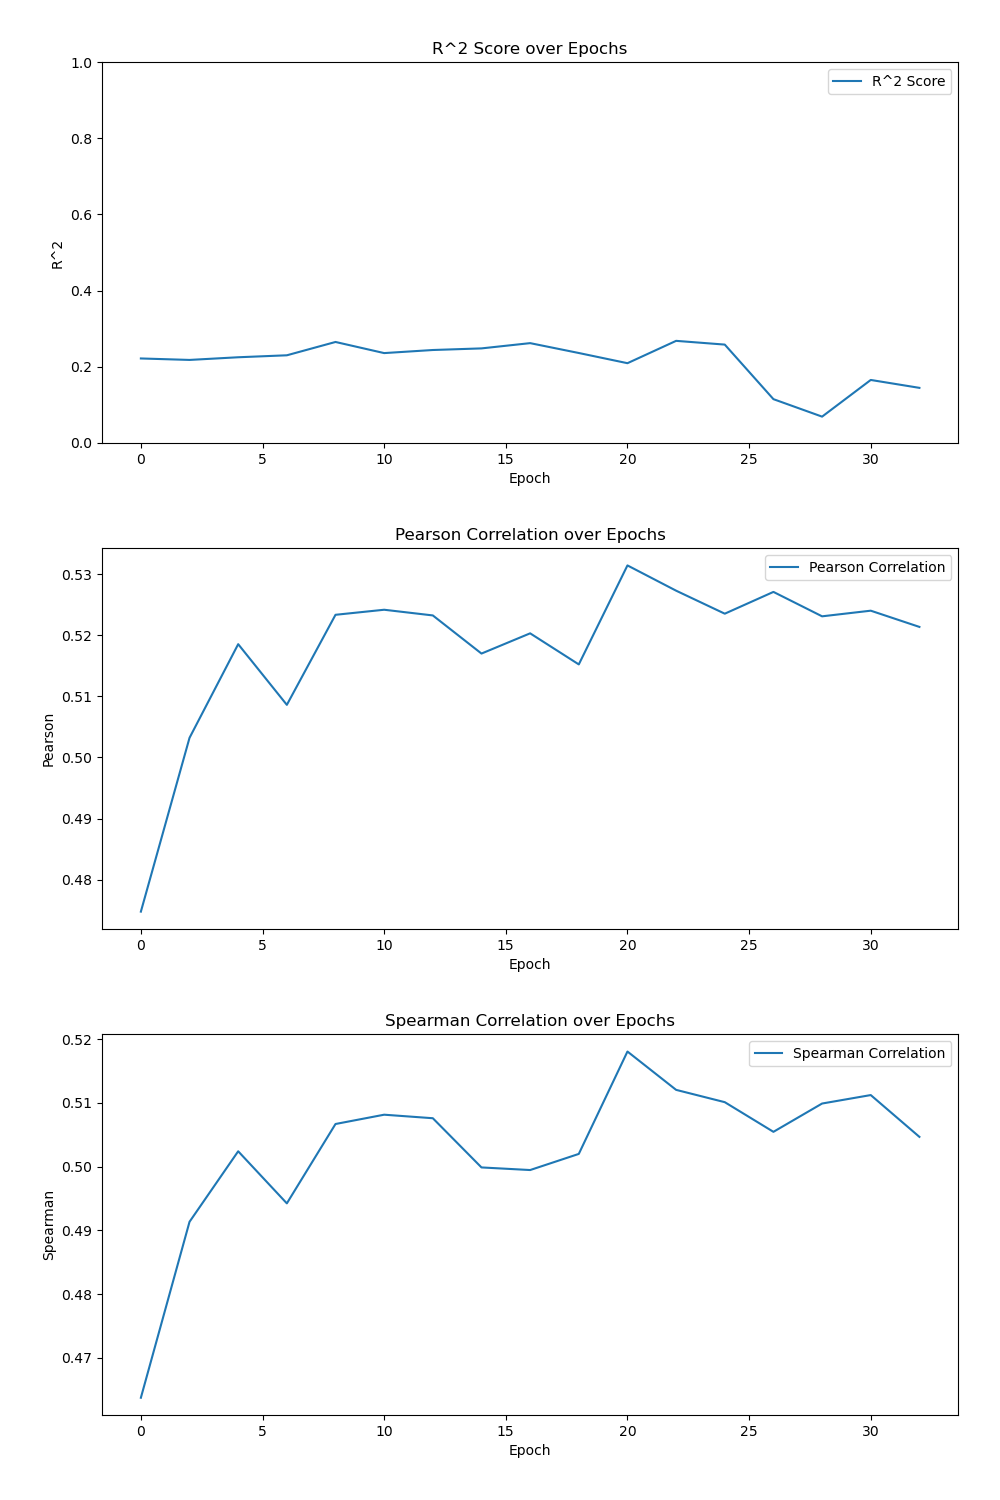 R^2 Score over Epochs
1.0
R^2 Score
0.8
0.6
R^2
0.4
0.2
0.0
0 5 10 15 20 25 30
Epoch
Pearson Correlation over Epochs
0.53
Pearson Correlation
0.52
0.51
Pearson
0.50
0.49
0.48
0 5 10 15 20 25 30
Epoch
Spearman Correlation over Epochs
0.52
Spearman Correlation
0.51
0.50
0.49
Spearman
0.48
0.47
0 5 10 15 20 25 30
Epoch